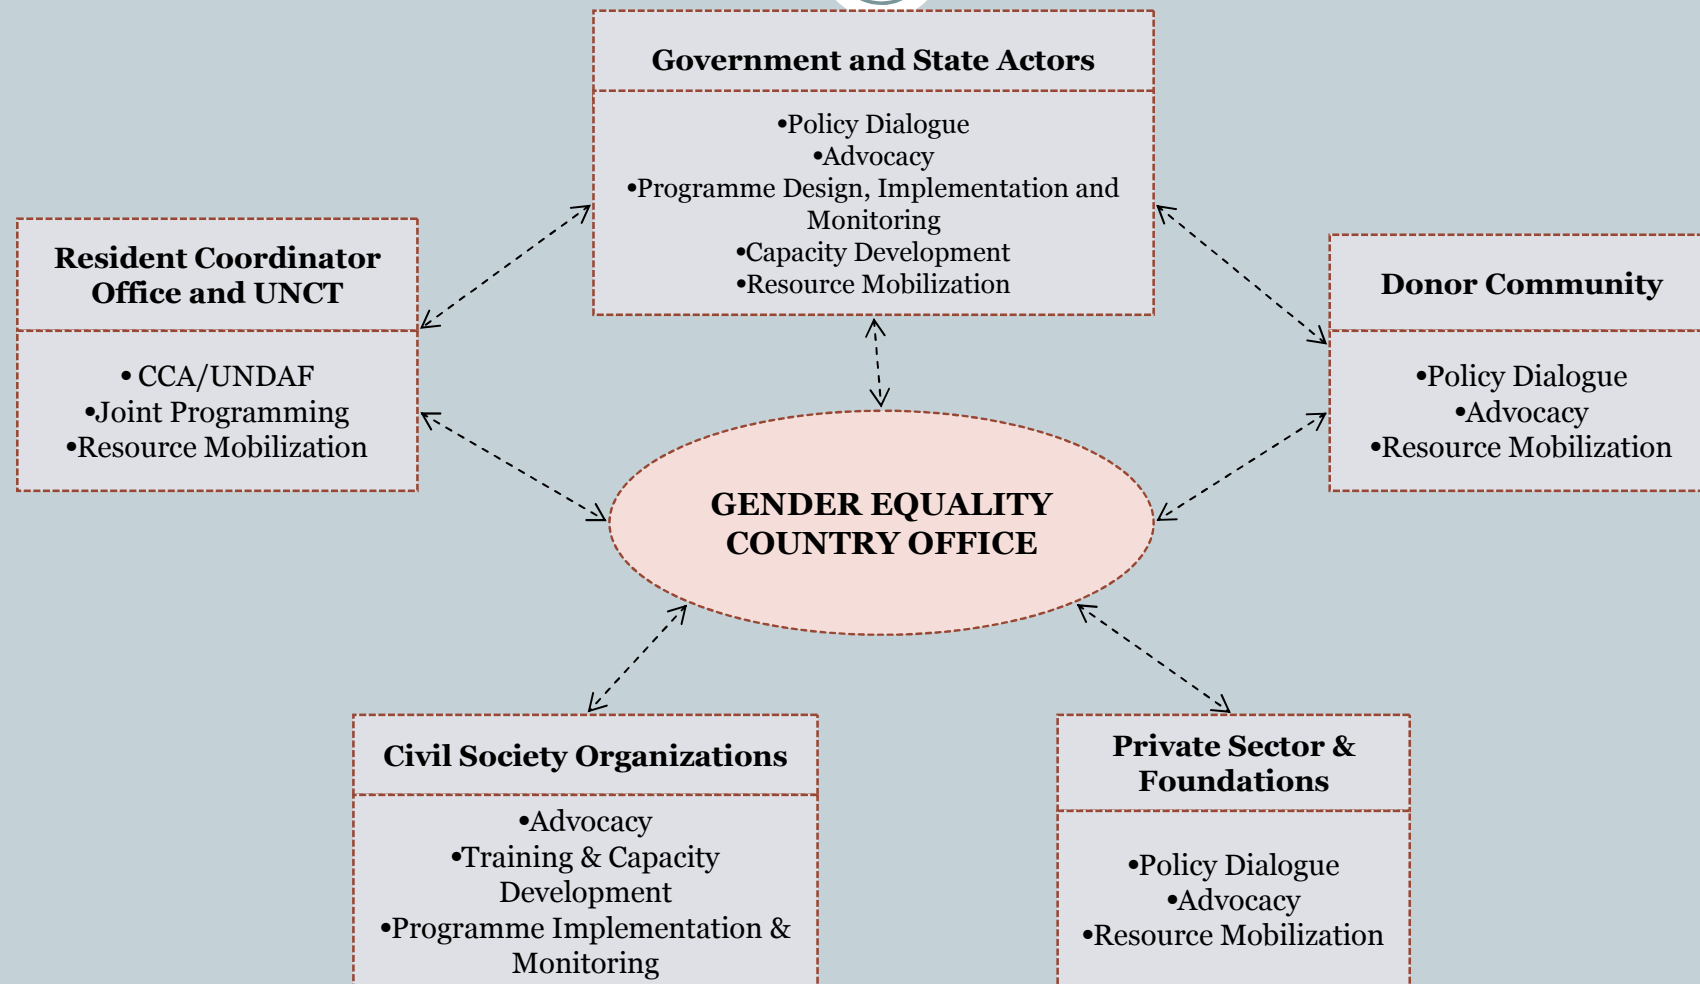 Government and State Actors
•Policy Dialogue
•Advocacy
•Programme Design, Implementation and
Monitoring
•Capacity Development
•Resource Mobilization
Resident Coordinator
Office and UNCT
• CCA/UNDAF
•Joint Programming
•Resource Mobilization
Donor Community
•Policy Dialogue
•Advocacy
•Resource Mobilization
GENDER EQUALITY
COUNTRY OFFICE
Civil Society Organizations
•Advocacy
•Training & Capacity
Development
•Programme Implementation &
Monitoring
Private Sector &
Foundations
•Policy Dialogue
•Advocacy
•Resource Mobilization